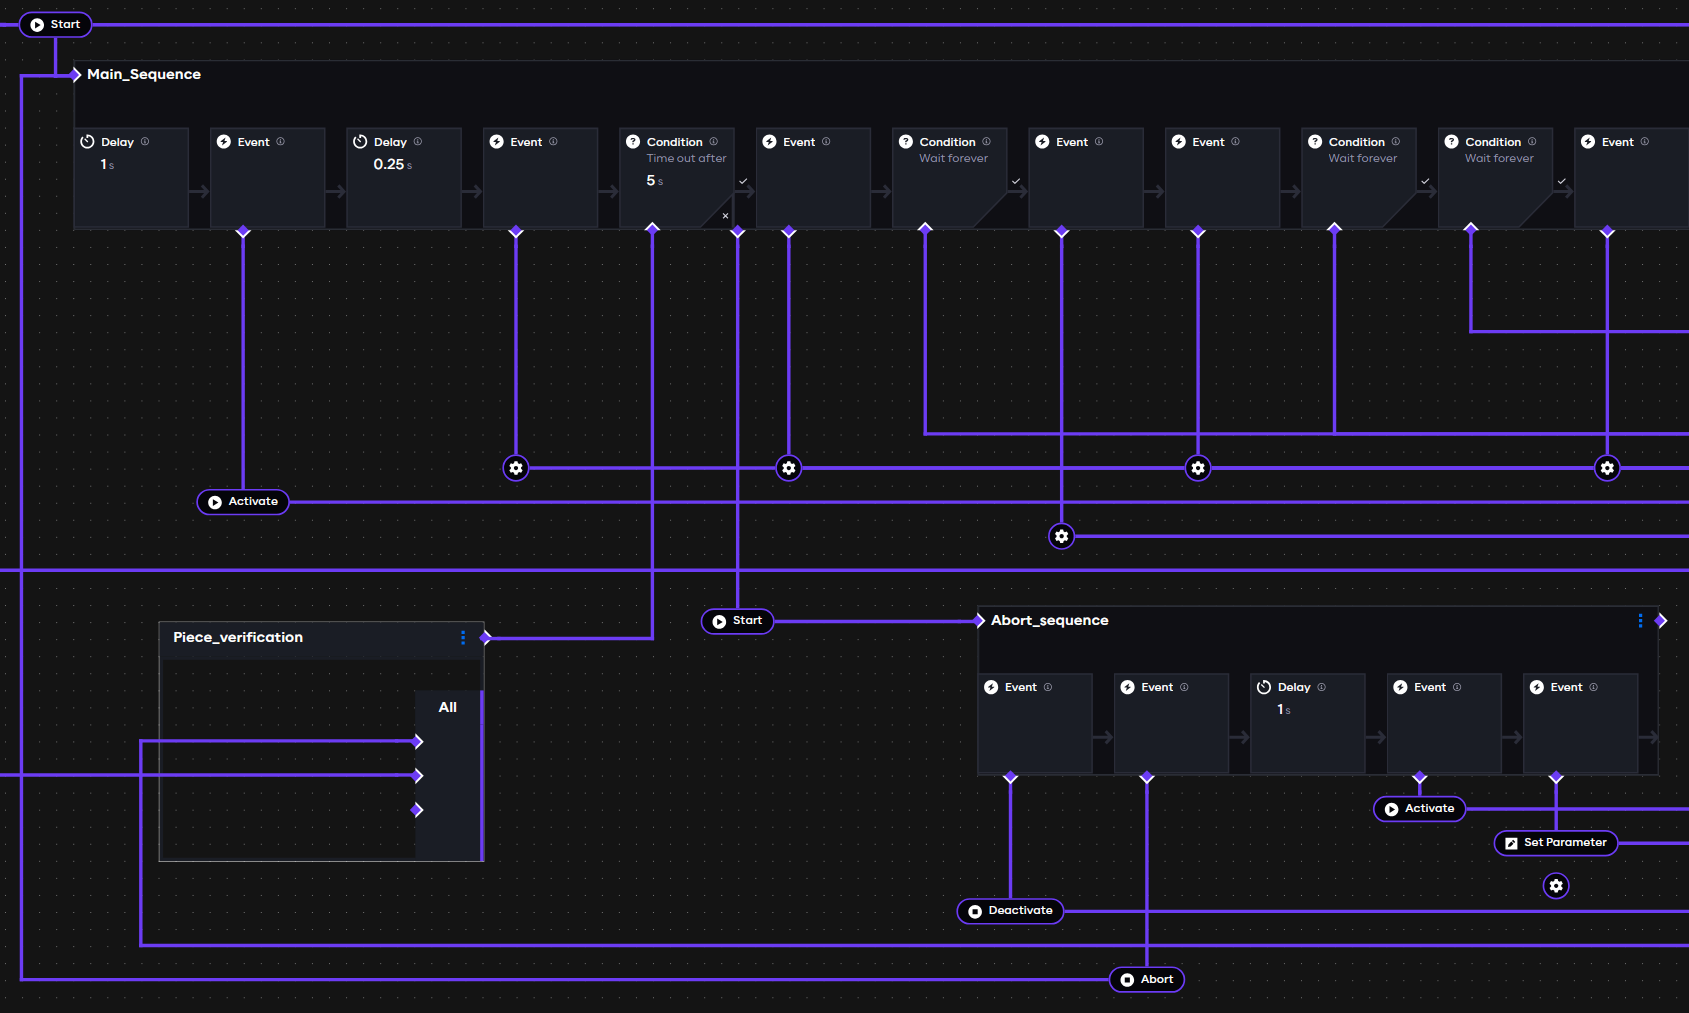 Start
Main_Sequence
Delay
1 s
Event
Delay
0.25 s
Event
Condition
Time out after
5 s
Event
Condition
Wait forever
Event
Event
Condition
Wait forever
Condition
Wait forever
Event
Activate
Start
Abort_sequence
Piece_verification
All
Event
Event
Delay
1 s
Event
Event
Activate
Set Parameter
Deactivate
Abort